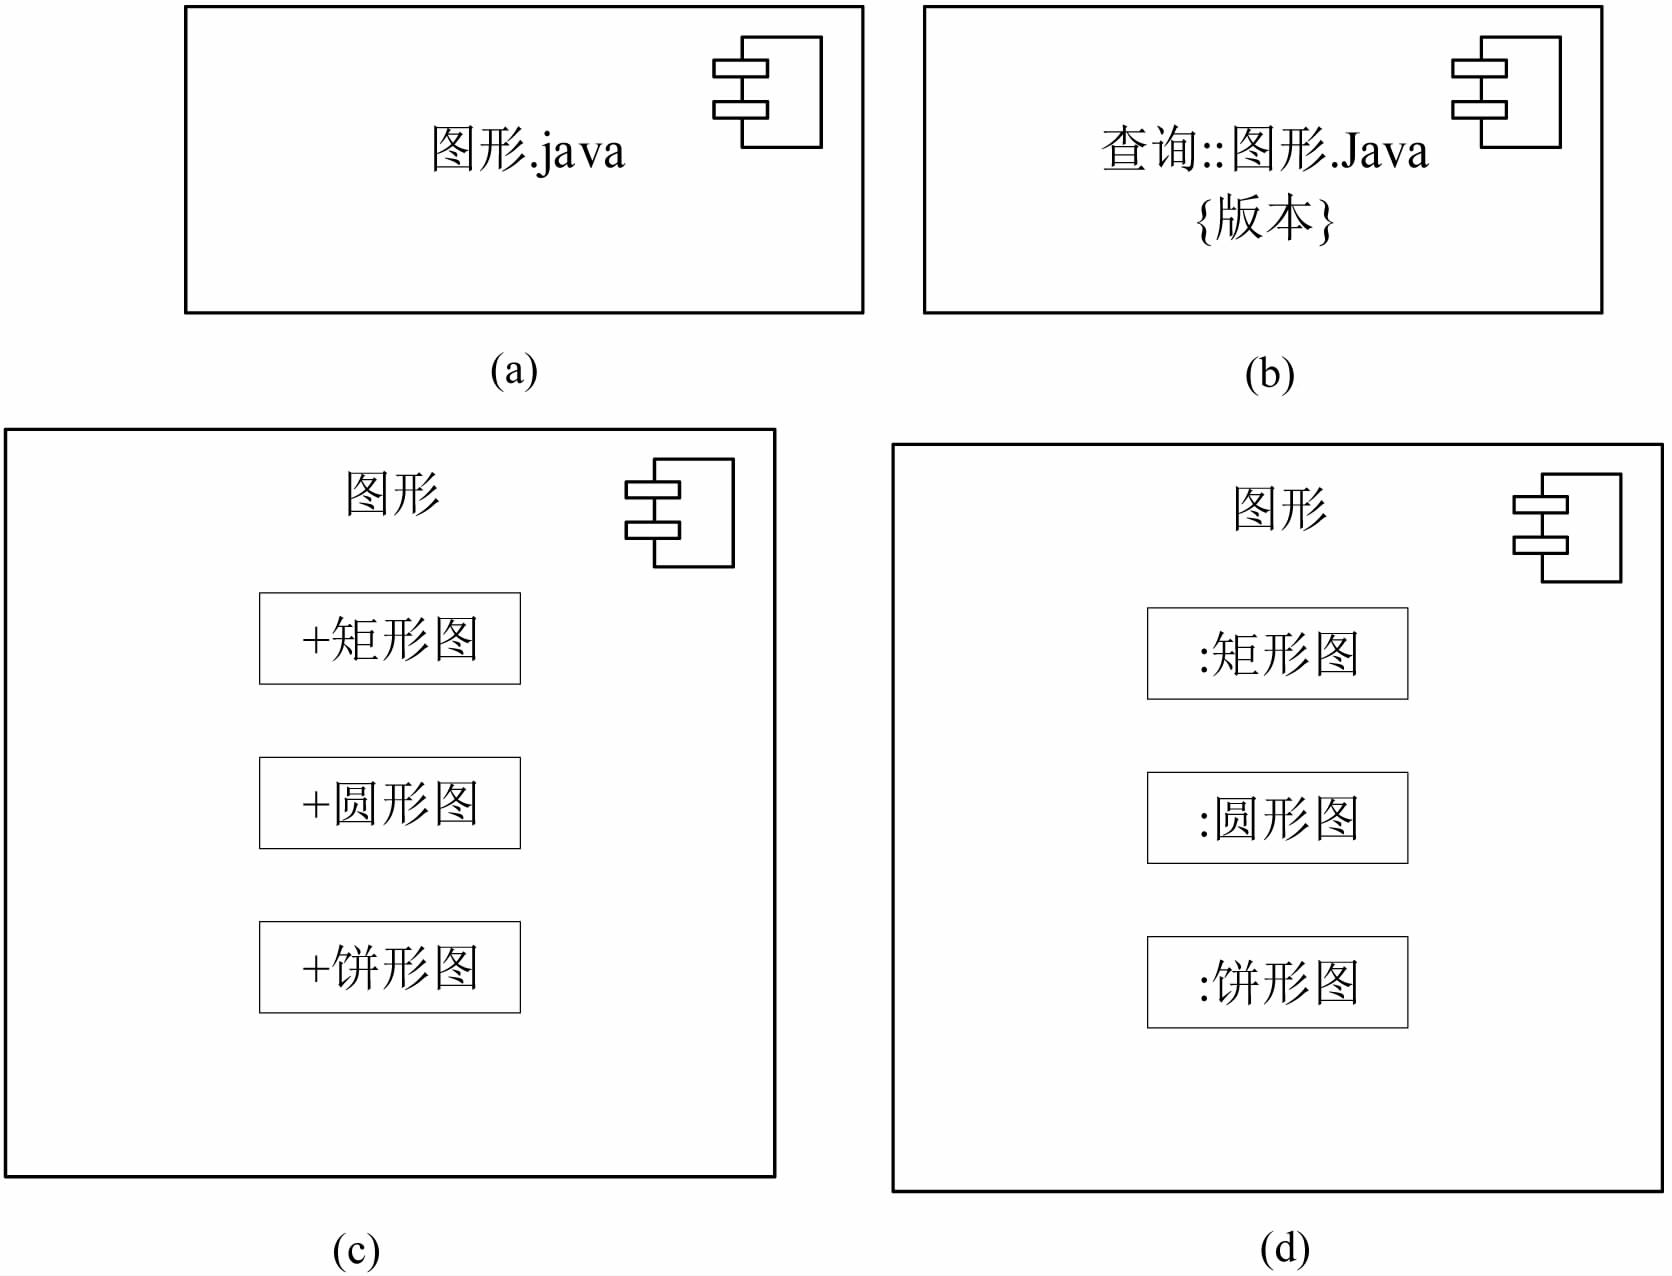 图形.java
查询::图形.Java
{版本}
(a)
(b)
图形
+矩形图
+圆形图
+饼形图
(c)
图形
:矩形图
:圆形图
:饼形图
(d)